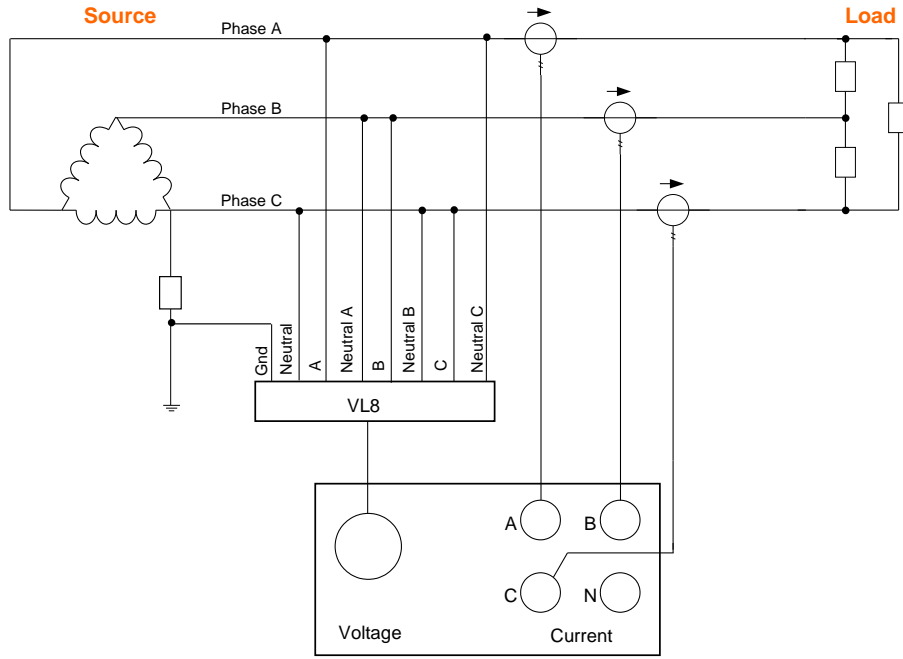 Source
Load
Phase A
Phase B
Phase C
Gnd
Neutral
A
Neutral A
B
Neutral B
C
Neutral C
VL8
A
B
C
N
Voltage
Current